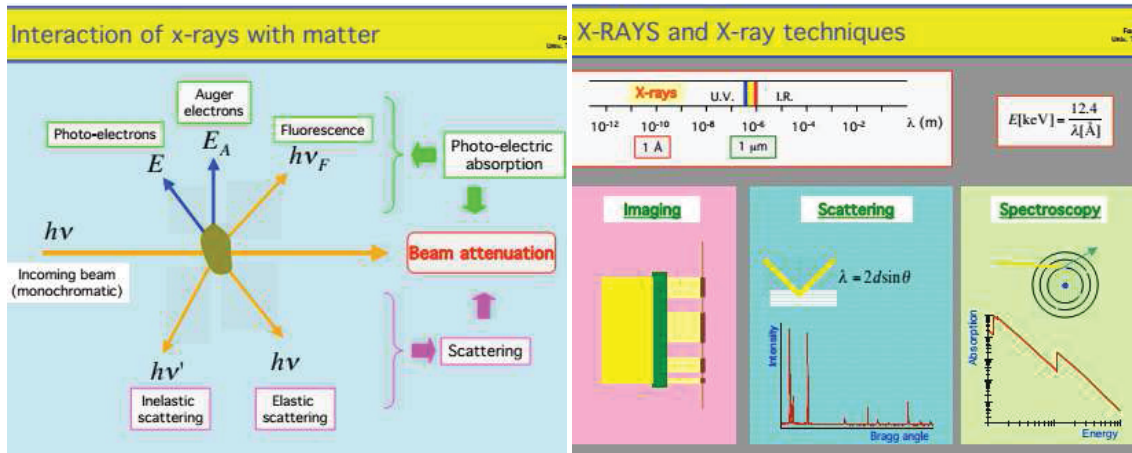 Interaction of x-rays with matter
Auger
electrons
Photo-electrons
E_A
Fluorescence
E
hν_F
Photo-electric
absorption
hν
Beam attenuation
Incoming beam
(monochromatic)
hν'
hν
Scattering
Inelastic
scattering
Elastic
scattering
X-RAYS and X-ray techniques
X-rays
U.V.
I.R.
10^-12 10^-10 10^-8 10^-6 10^-4 10^-2 λ (m)
1 Å
1 μm
E[keV] = 12.4 / λ[Å]
Imaging
Scattering
λ = 2d sin θ
Intensity
Bragg angle
Spectroscopy
Absorption
Energy